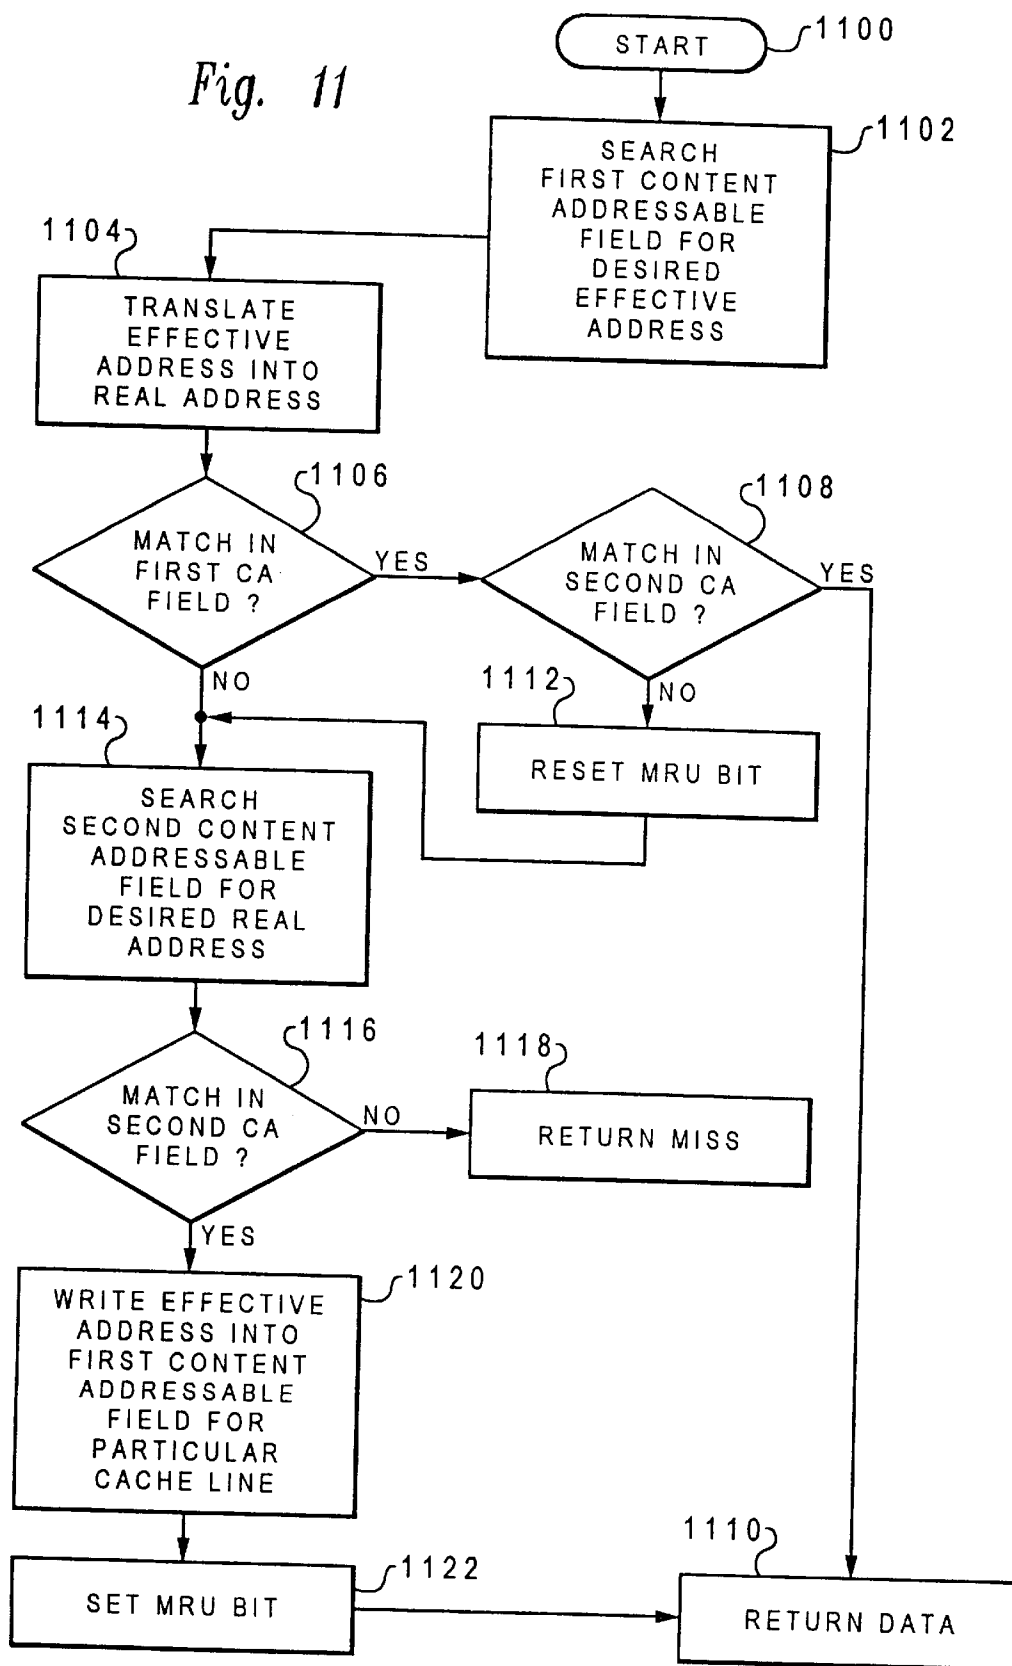 Fig. 11
START
1100
1102
SEARCH
FIRST CONTENT
ADDRESSABLE
FIELD FOR
DESIRED
EFFECTIVE
ADDRESS
1104
TRANSLATE
EFFECTIVE
ADDRESS INTO
REAL ADDRESS
1106
MATCH IN
FIRST CA
FIELD ?
YES
NO
1108
MATCH IN
SECOND CA
FIELD ?
YES
NO
1112
RESET MRU BIT
1114
SEARCH
SECOND CONTENT
ADDRESSABLE
FIELD FOR
DESIRED REAL
ADDRESS
1116
MATCH IN
SECOND CA
FIELD ?
NO
YES
1118
RETURN MISS
1120
WRITE EFFECTIVE
ADDRESS INTO
FIRST CONTENT
ADDRESSABLE
FIELD FOR
PARTICULAR
CACHE LINE
1122
SET MRU BIT
1110
RETURN DATA